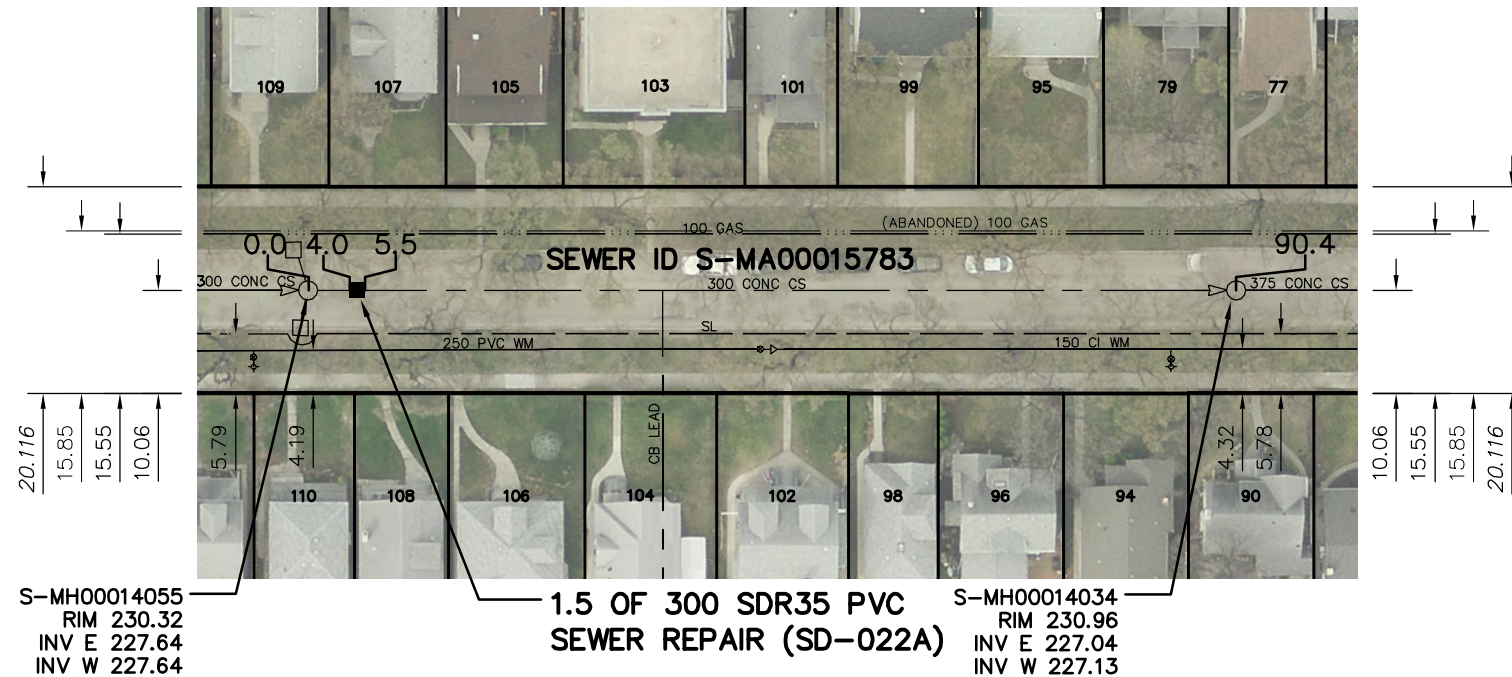 109
107
105
103
101
99
95
79
77
100 GAS
(ABANDONED) 100 GAS
0.0
4.0
5.5
SEWER ID S-MA00015783
90.4
300 CONC CS
300 CONC CS
375 CONC CS
SL
250 PVC WM
150 CI WM
20.116
15.85
15.55
10.06
5.79
4.19
CB LEAD
4.32
5.78
10.06
15.55
15.85
20.116
110
108
106
104
102
98
96
94
90
S-MH00014055
RIM 230.32
INV E 227.64
INV W 227.64
1.5 OF 300 SDR35 PVC
SEWER REPAIR (SD-022A)
S-MH00014034
RIM 230.96
INV E 227.04
INV W 227.13